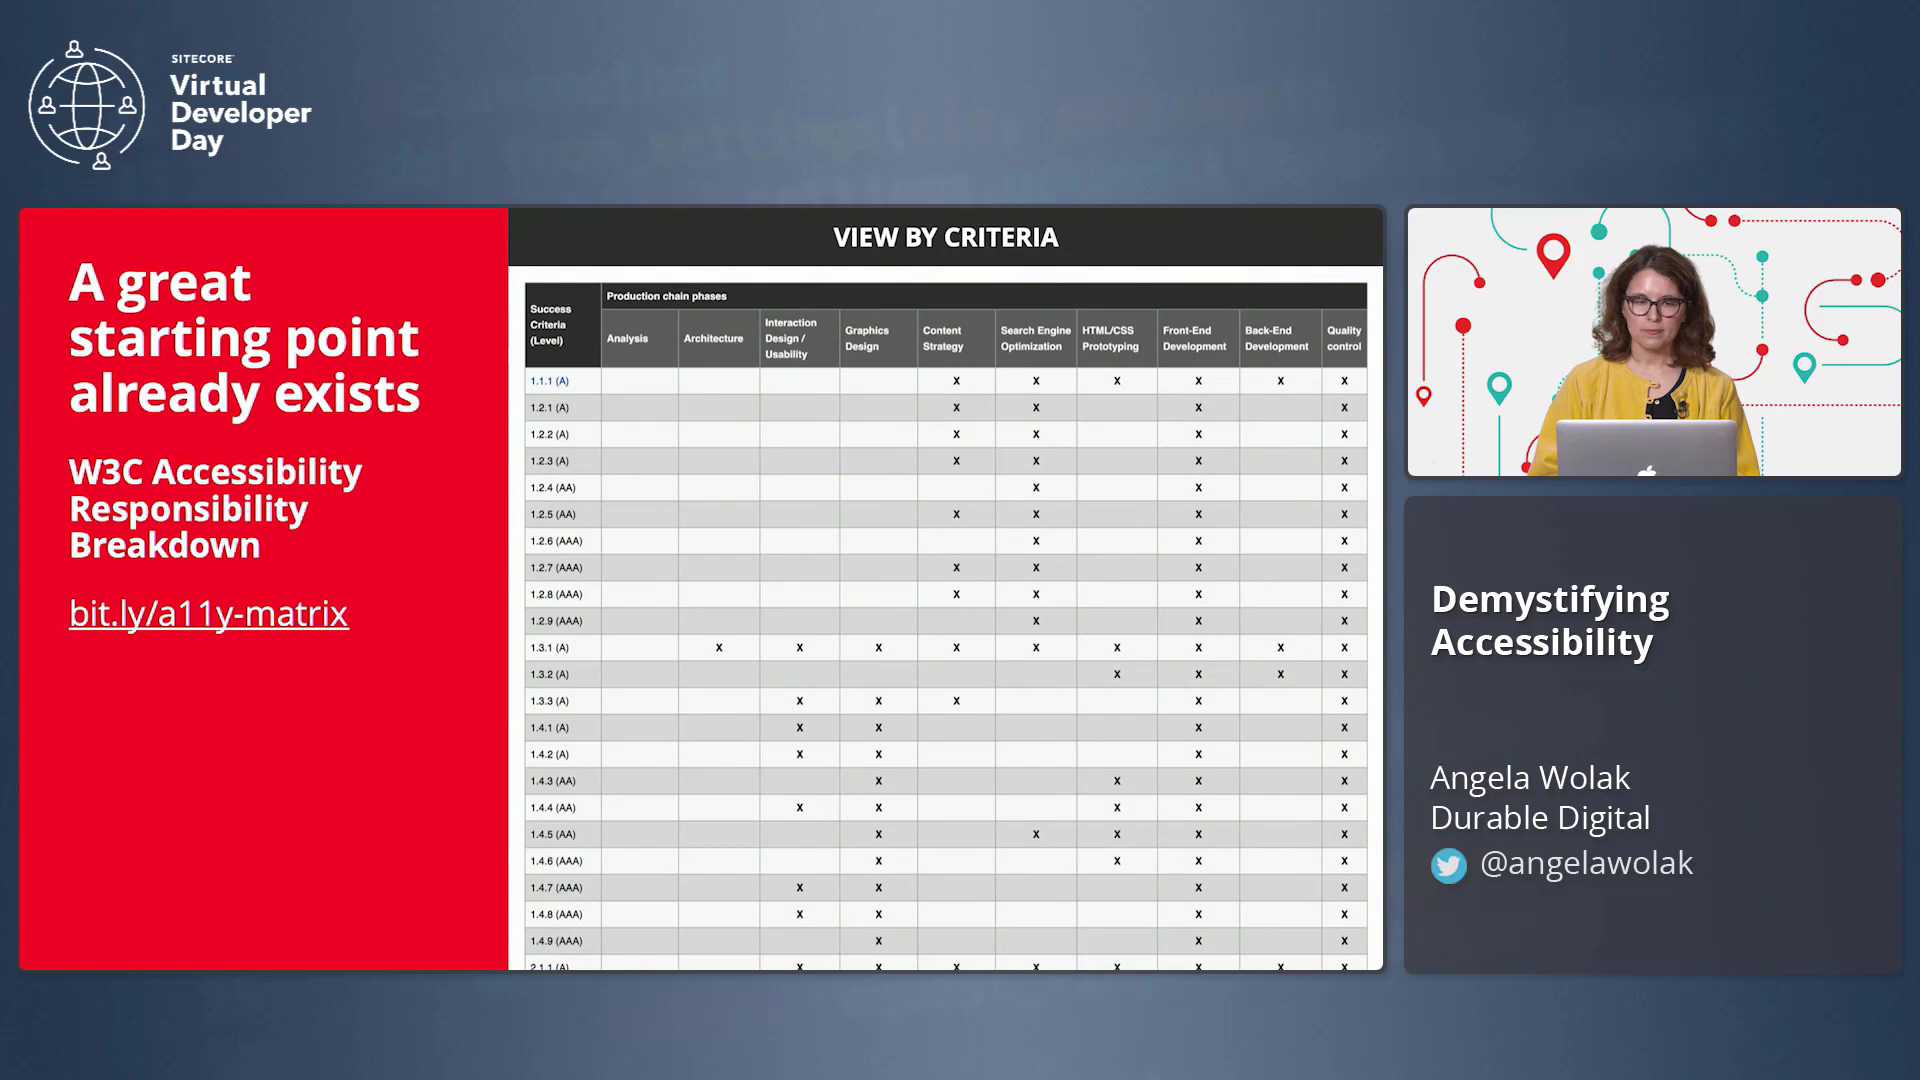 SITECORE
Virtual
Developer
Day
A great
starting point
already exists
W3C Accessibility
Responsibility
Breakdown
bit.ly/a11y-matrix
VIEW BY CRITERIA
Success Criteria (Level)
Production chain phases
Analysis Architecture Interaction Design / Usability Graphics Design Content Strategy Search Engine Optimization HTML/CSS Prototyping Front-End Development Back-End Development Quality control
1.1.1 (A) X X X X X X
1.2.1 (A) X X X X
1.2.2 (A) X X X X
1.2.3 (A) X X X X
1.2.4 (AA) X X X
1.2.5 (AA) X X X X
1.2.6 (AAA) X X X
1.2.7 (AAA) X X X X
1.2.8 (AAA) X X X X
1.2.9 (AAA) X X X
1.3.1 (A) X X X X X X X X X
1.3.2 (A) X X X X
1.3.3 (A) X X X X X
1.4.1 (A) X X X X
1.4.2 (A) X X X X
1.4.3 (AA) X X X X
1.4.4 (AA) X X X X X
1.4.5 (AA) X X X X X
1.4.6 (AAA) X X X X
1.4.7 (AAA) X X X X
1.4.8 (AAA) X X X X
1.4.9 (AAA) X X X
2.1.1 (A) X X X X X X X X
Demystifying
Accessibility
Angela Wolak
Durable Digital
@angelawolak